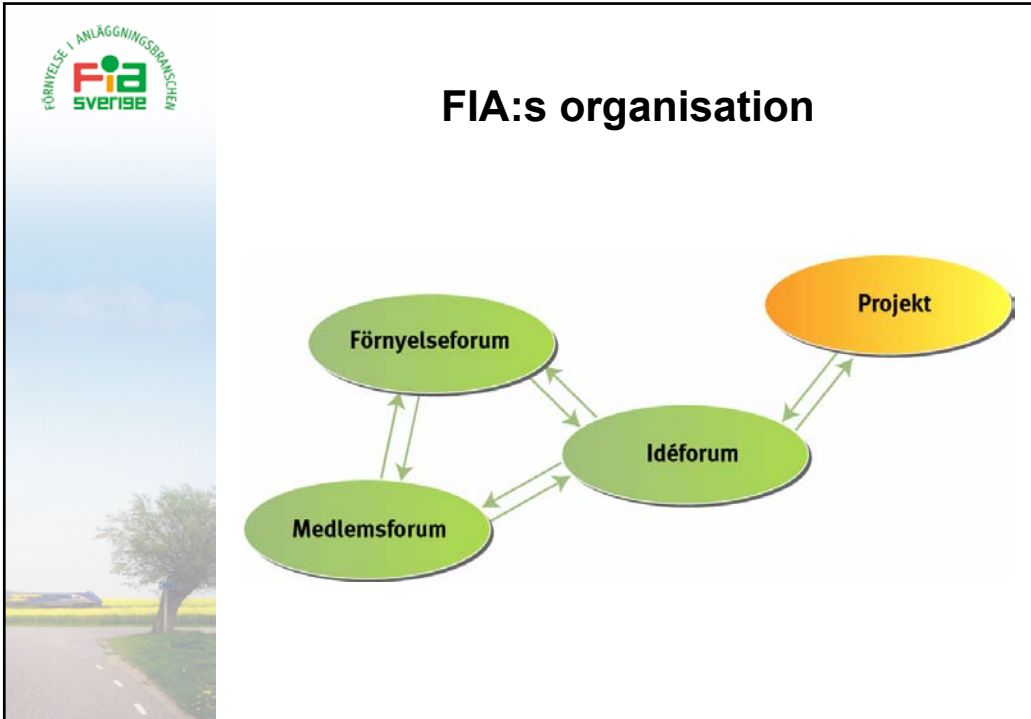 FÖRNYELSE I ANLÄGGNINGSBRANSCHEN
FiA
sverige
FIA:s organisation
Projekt
Förnyelseforum
Idéforum
Medlemsforum